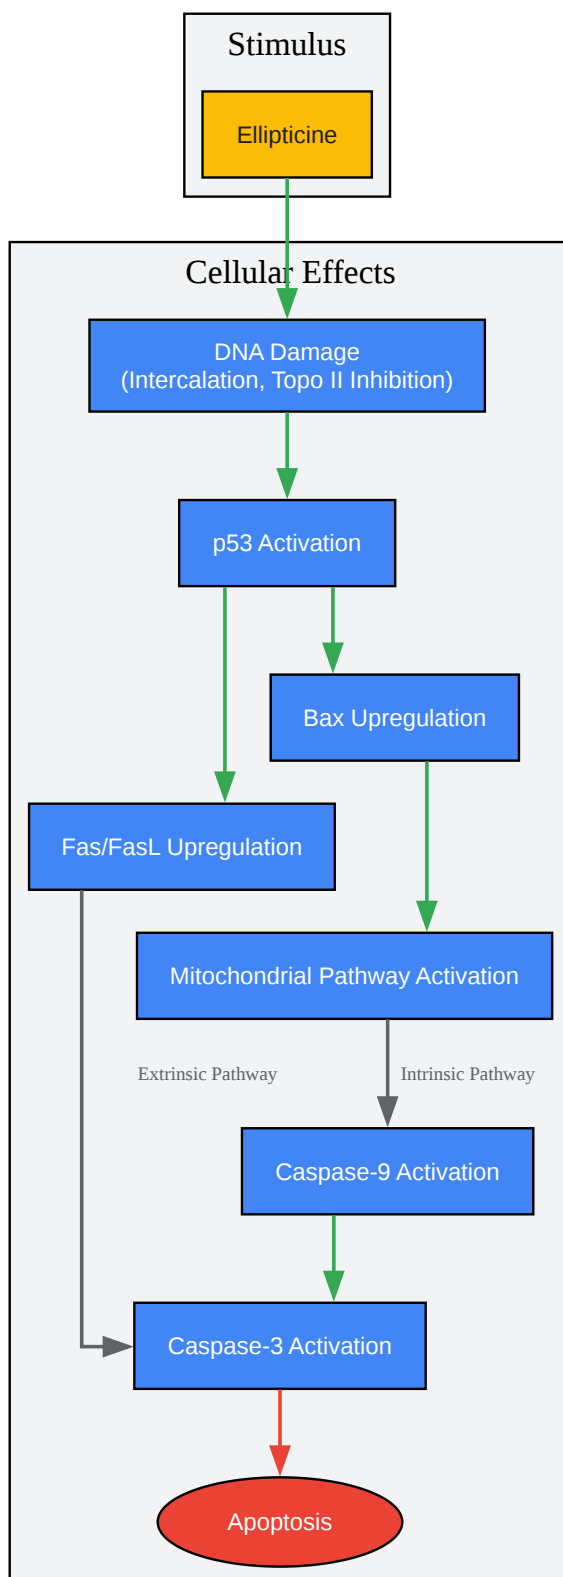 Stimulus
Ellipticine
Cellular Effects
DNA Damage
(Intercalation, Topo II Inhibition)
p53 Activation
Bax Upregulation
Fas/FasL Upregulation
Mitochondrial Pathway Activation
Extrinsic Pathway
Intrinsic Pathway
Caspase-9 Activation
Caspase-3 Activation
Apoptosis